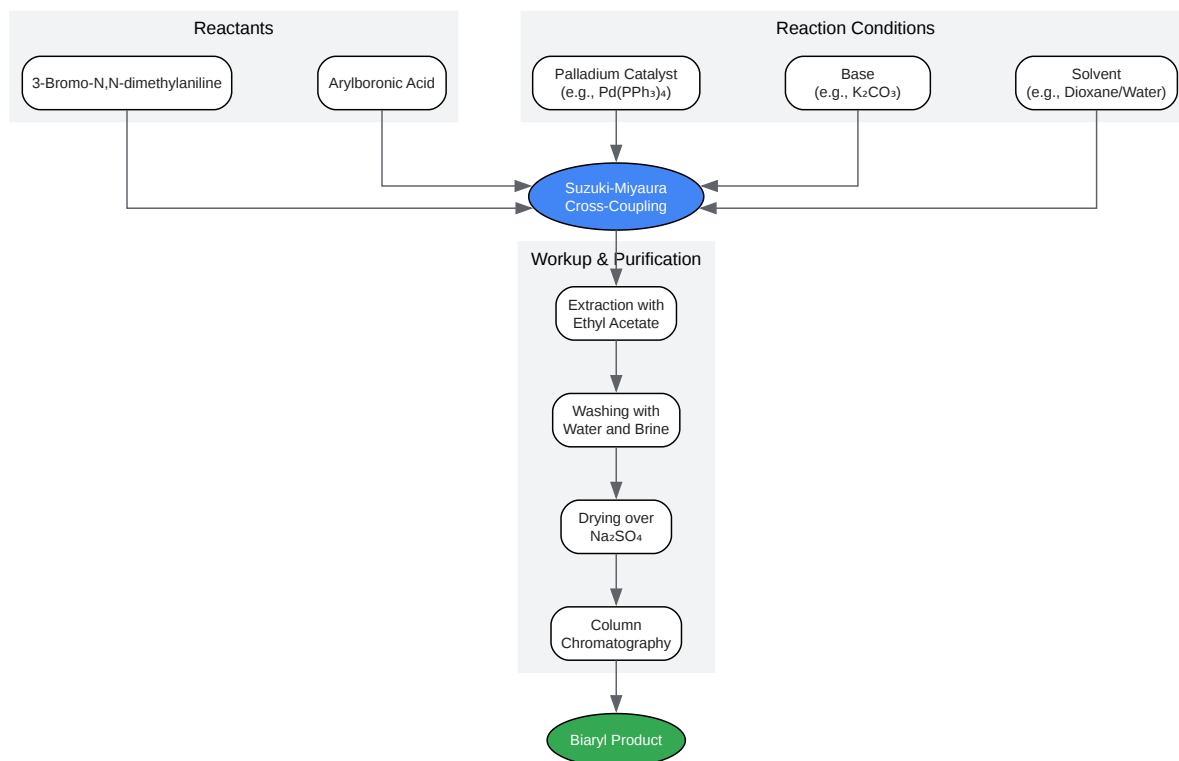 Reactants
Reaction Conditions
3-Bromo-N,N-dimethylaniline
Arylboronic Acid
Palladium Catalyst
(e.g., Pd(PPh₃)₄)
Base
(e.g., K₂CO₃)
Solvent
(e.g., Dioxane/Water)
Suzuki-Miyaura
Cross-Coupling
Workup & Purification
Extraction with
Ethyl Acetate
Washing with
Water and Brine
Drying over
Na₂SO₄
Column
Chromatography
Biaryl Product